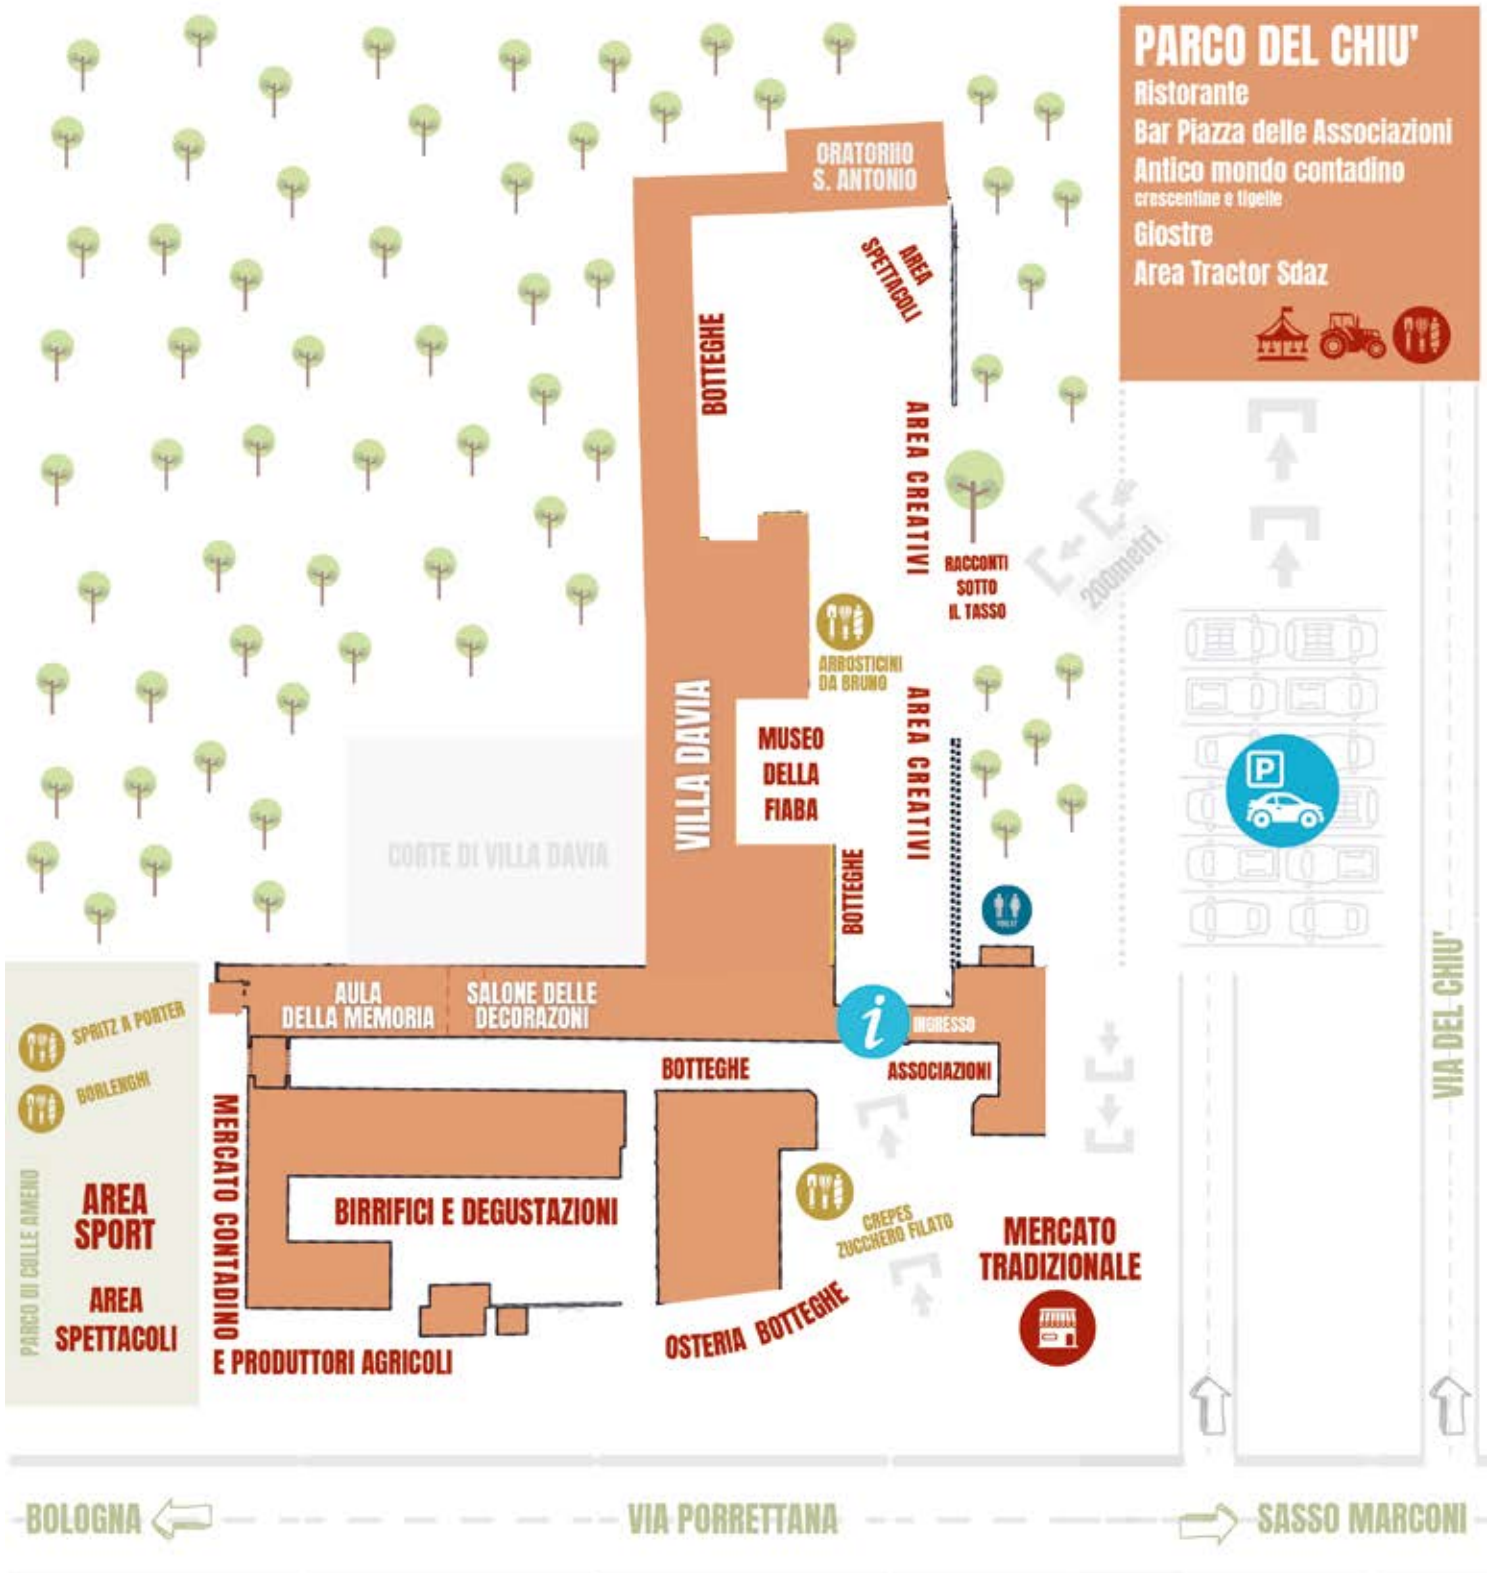 PARCO DEL CHIU'
Ristorante
Bar Piazza delle Associazioni
Antico mondo contadino
crescentine e tigelle
Giostre
Area Tractor Sdaz
ORATORIIO
S. ANTONIO
AREA
SPETTACOLI
BOTTEGHE
AREA CREATIVI
RACCONTI
SOTTO
IL TASSO
200metri
ARROSTICINI
DA BRUNO
VILLA DAVIA
MUSEO
DELLA
FIABA
AREA CREATIVI
P
CORTE DI VILLA DAVIA
BOTTEGHE
TOILET
VIA DEL CHIU'
AULA
DELLA MEMORIA
SALONE DELLE
DECORAZONI
i
INGRESSO
SPRITZ A PORTER
BORLENGHI
BOTTEGHE
ASSOCIAZIONI
PARCO DI COLLE AMENO
AREA
SPORT
AREA
SPETTACOLI
MERCATO CONTADINO
E PRODUTTORI AGRICOLI
BIRRIFICI E DEGUSTAZIONI
CREPES
ZUCCHERO FILATO
MERCATO
TRADIZIONALE
OSTERIA BOTTEGHE
BOLOGNA
VIA PORRETTANA
SASSO MARCONI